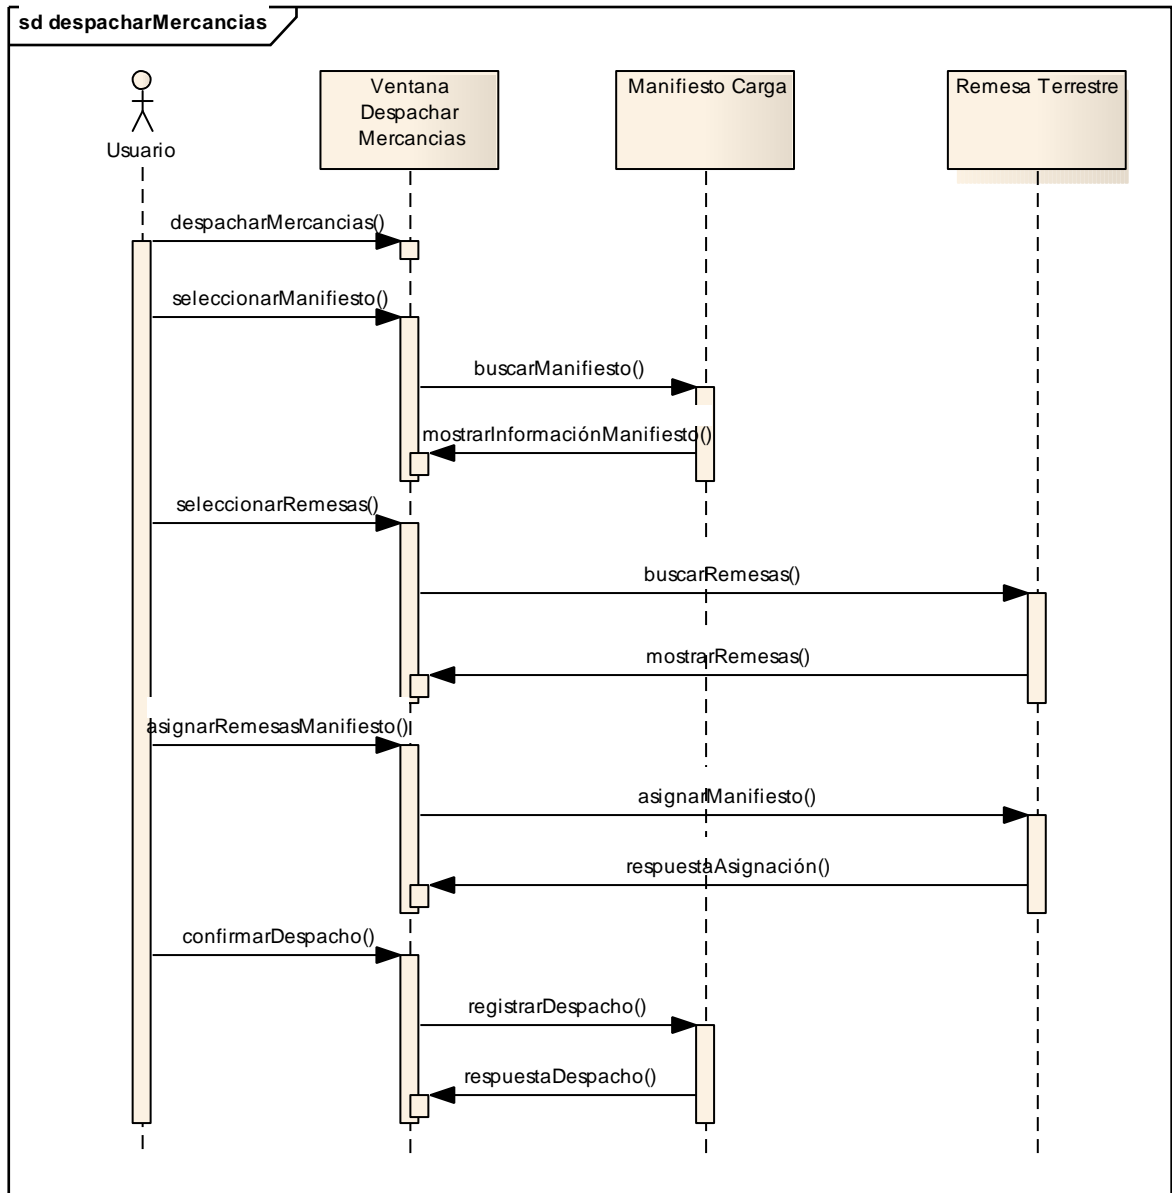 sd despacharMercancias
Usuario
Ventana
Despachar
Mercancias
Manifiesto Carga
Remesa Terrestre
despacharMercancias()
seleccionarManifiesto()
buscarManifiesto()
mostrarInformaciónManifiesto()
seleccionarRemesas()
buscarRemesas()
mostrarRemesas()
asignarRemesasManifiesto()
asignarManifiesto()
respuestaAsignación()
confirmarDespacho()
registrarDespacho()
respuestaDespacho()